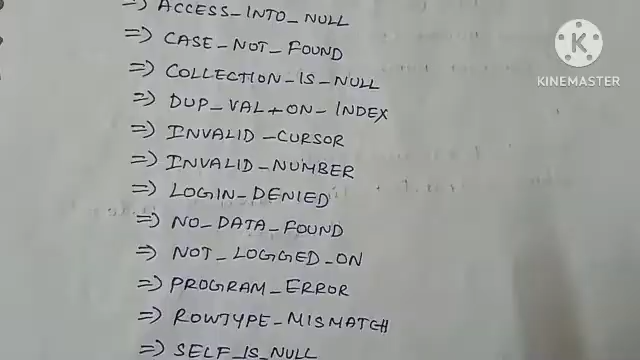 => ACCESS_INTO_NULL
=> CASE_NOT_FOUND
=> COLLECTION_IS_NULL
=> DUP_VAL_ON_INDEX
=> INVALID_CURSOR
=> INVALID_NUMBER
=> LOGIN_DENIED
=> NO_DATA_FOUND
=> NOT_LOGGED_ON
=> PROGRAM_ERROR
=> ROWTYPE_MISMATCH
=> SELF_IS_NULL
K
KINEMASTER